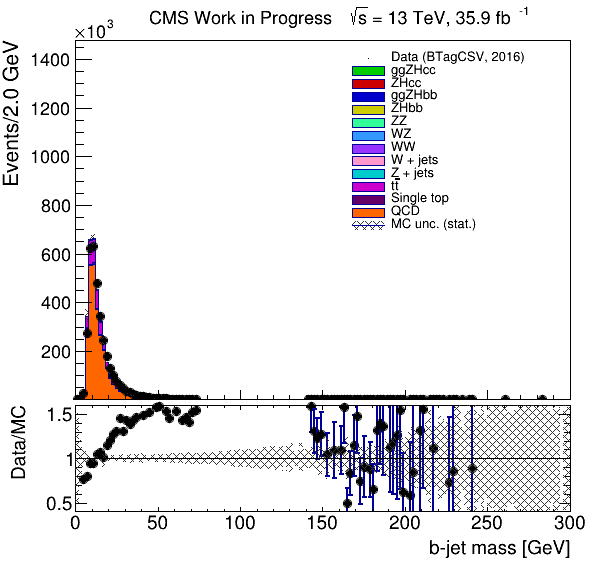 CMS Work in Progress √s = 13 TeV, 35.9 fb⁻¹
×10³
Events/2.0 GeV
1400
1200
1000
800
600
400
200
Data (BTagCSV, 2016)
ggZHcc
ZHcc
ggZHbb
ZHbb
ZZ
WZ
WW
W + jets
Z + jets
tt̅
Single top
QCD
MC unc. (stat.)
Data/MC
1.5
1
0.5
0 50 100 150 200 250 300
b-jet mass [GeV]